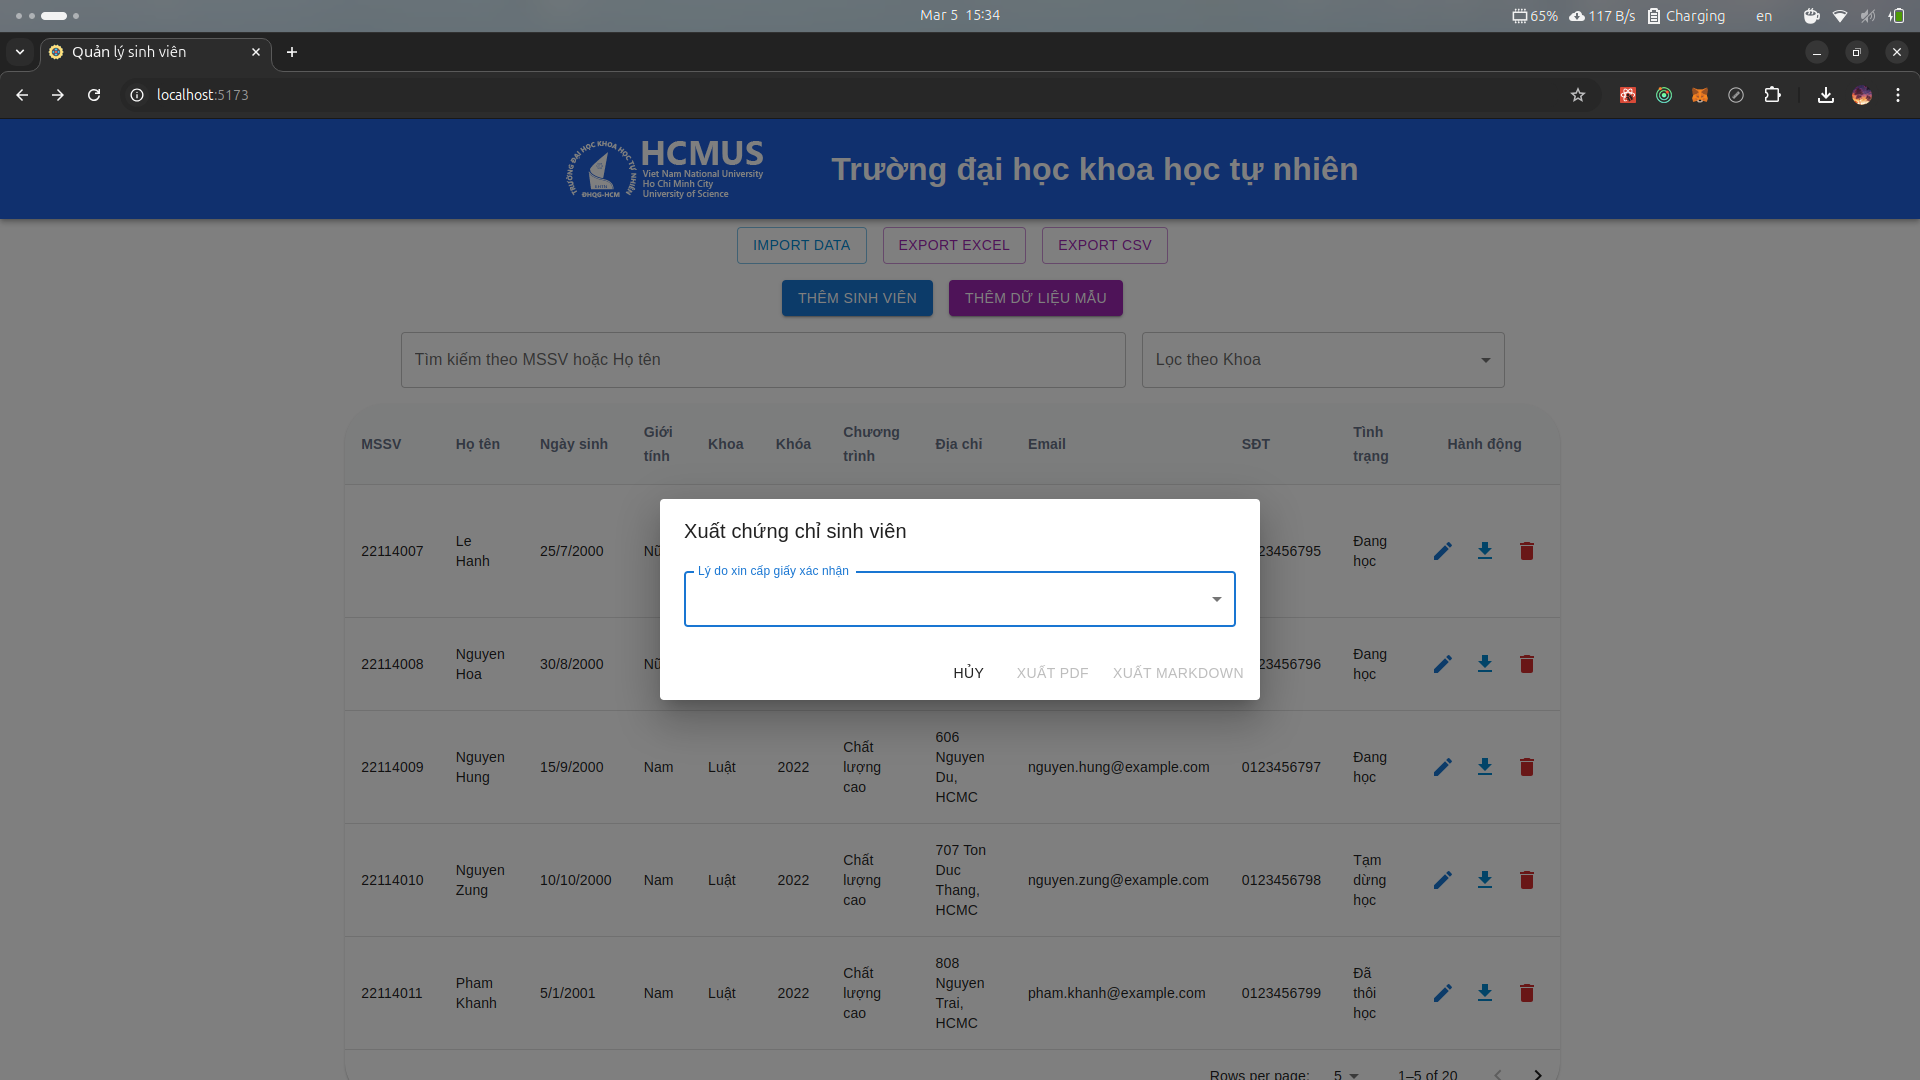 Mar 5 15:34
65%
117 B/s
Charging
en
Quản lý sinh viên
localhost:5173
TRƯỜNG ĐẠI HỌC KHOA HỌC TỰ NHIÊN
ĐHQG-HCM
HCMUS
Viet Nam National University
Ho Chi Minh City
University of Science
Trường đại học khoa học tự nhiên
IMPORT DATA
EXPORT EXCEL
EXPORT CSV
THÊM SINH VIÊN
THÊM DỮ LIỆU MẪU
Tìm kiếm theo MSSV hoặc Họ tên
Lọc theo Khoa
MSSV
Họ tên
Ngày sinh
Giới
tính
Khoa
Khóa
Chương
trình
Địa chỉ
Email
SĐT
Tình
trạng
Hành động
22114007
Le
Hanh
25/7/2000
23456795
Đang
học
22114008
Nguyen
Hoa
30/8/2000
23456796
Đang
học
Xuất chứng chỉ sinh viên
Lý do xin cấp giấy xác nhận
HỦY
XUẤT PDF
XUẤT MARKDOWN
22114009
Nguyen
Hung
15/9/2000
Nam
Luật
2022
Chất
lượng
cao
606
Nguyen
Du,
HCMC
nguyen.hung@example.com
0123456797
Đang
học
22114010
Nguyen
Zung
10/10/2000
Nam
Luật
2022
Chất
lượng
cao
707 Ton
Duc
Thang,
HCMC
nguyen.zung@example.com
0123456798
Tạm
dừng
học
22114011
Pham
Khanh
5/1/2001
Nam
Luật
2022
Chất
lượng
cao
808
Nguyen
Trai,
HCMC
pham.khanh@example.com
0123456799
Đã
thôi
học
Rows per page:
5
1–5 of 20